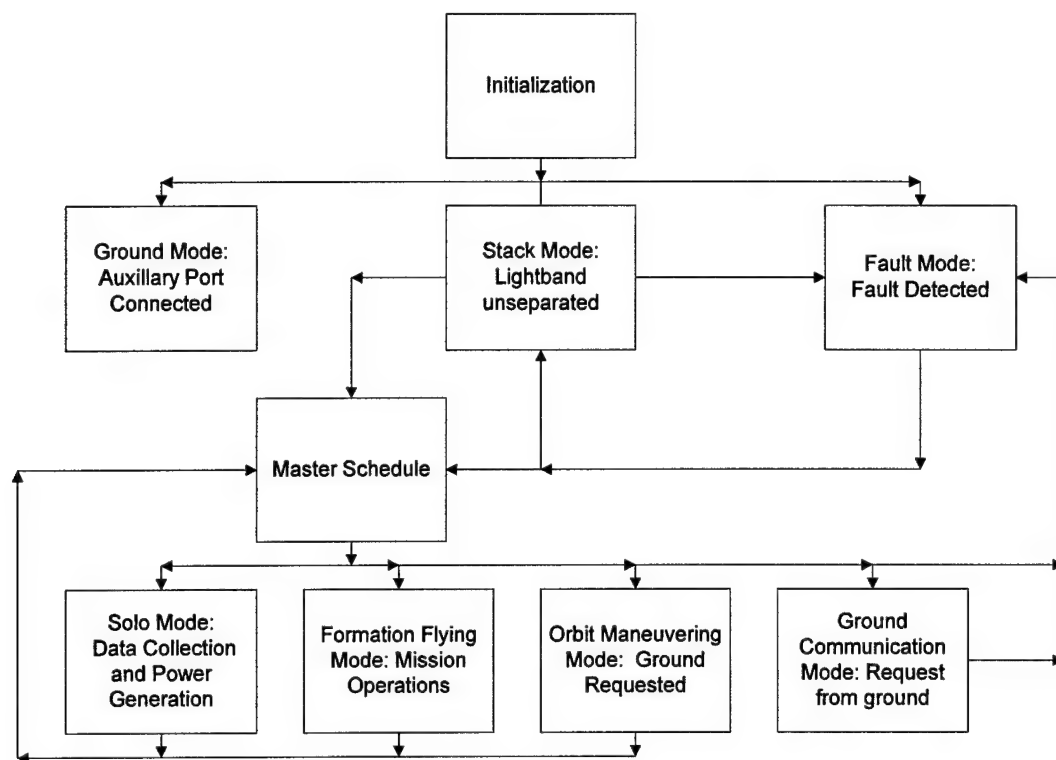 Initialization
Ground Mode:
Auxillary Port
Connected
Stack Mode:
Lightband
unseparated
Fault Mode:
Fault Detected
Master Schedule
Solo Mode:
Data Collection
and Power
Generation
Formation Flying
Mode: Mission
Operations
Orbit Maneuvering
Mode: Ground
Requested
Ground
Communication
Mode: Request
from ground